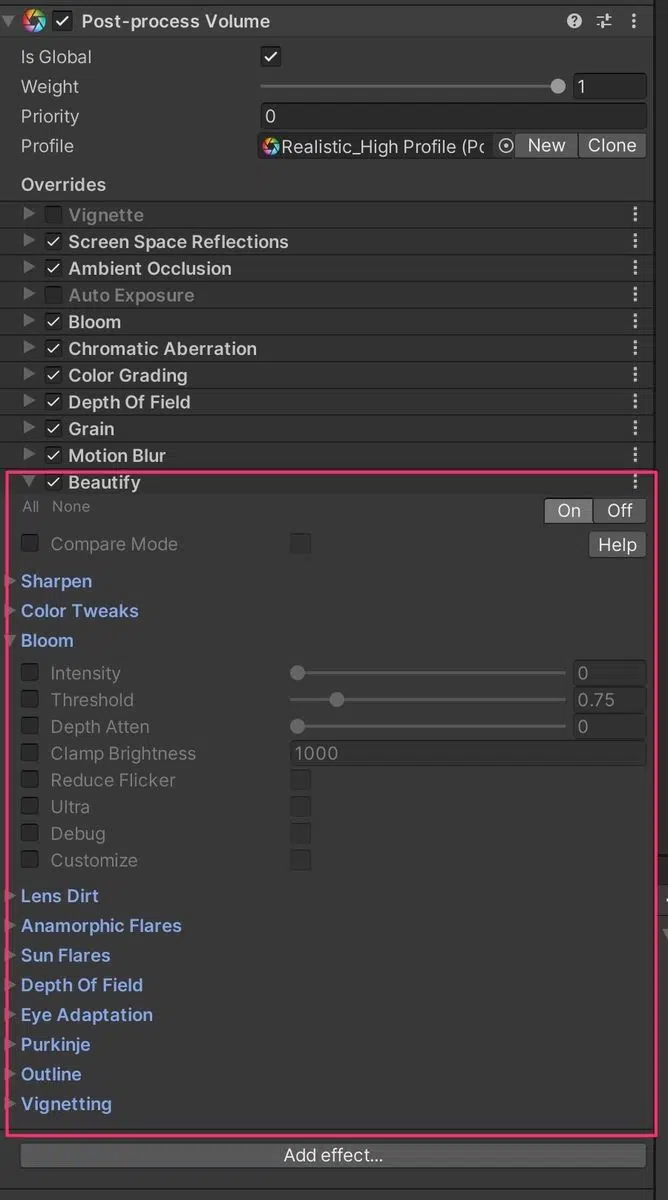 Post-process Volume
Is Global
Weight 1
Priority 0
Profile Realistic_High Profile (Pc New Clone
Overrides
Vignette
Screen Space Reflections
Ambient Occlusion
Auto Exposure
Bloom
Chromatic Aberration
Color Grading
Depth Of Field
Grain
Motion Blur
Beautify
All None On Off
Compare Mode Help
Sharpen
Color Tweaks
Bloom
Intensity 0
Threshold 0.75
Depth Atten 0
Clamp Brightness 1000
Reduce Flicker
Ultra
Debug
Customize
Lens Dirt
Anamorphic Flares
Sun Flares
Depth Of Field
Eye Adaptation
Purkinje
Outline
Vignetting
Add effect...